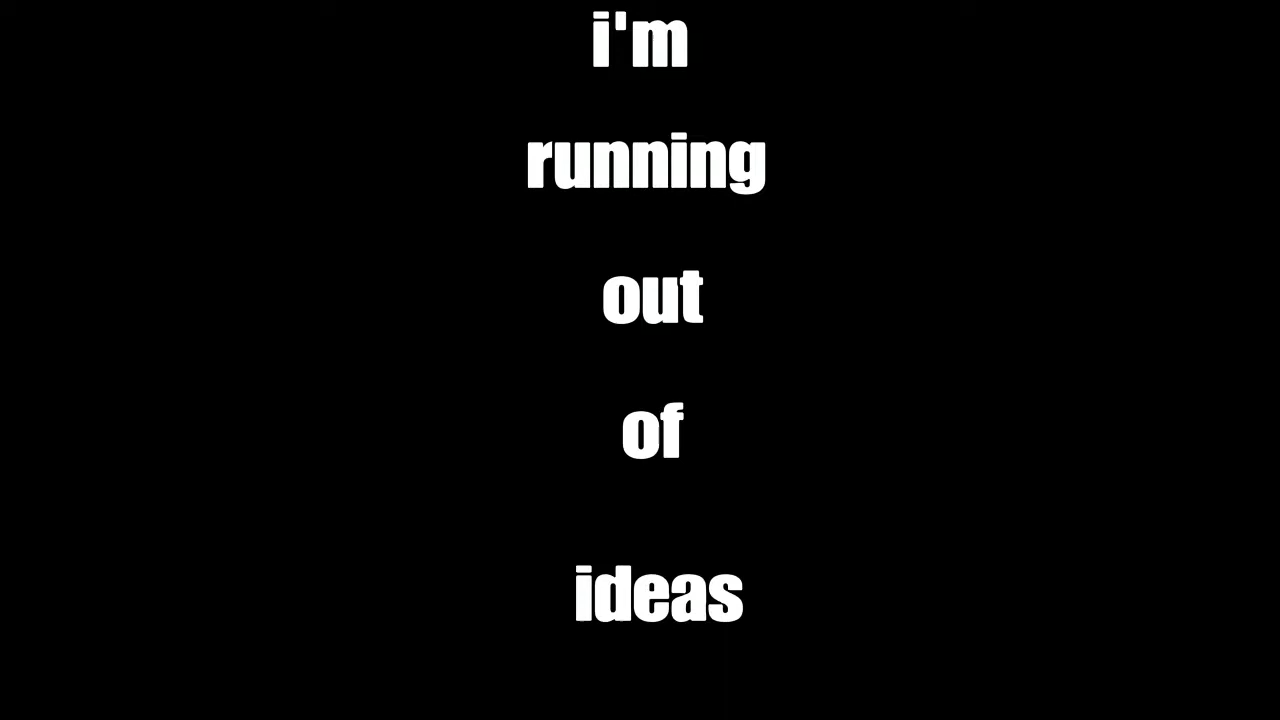 i'm
running
out
of
ideas